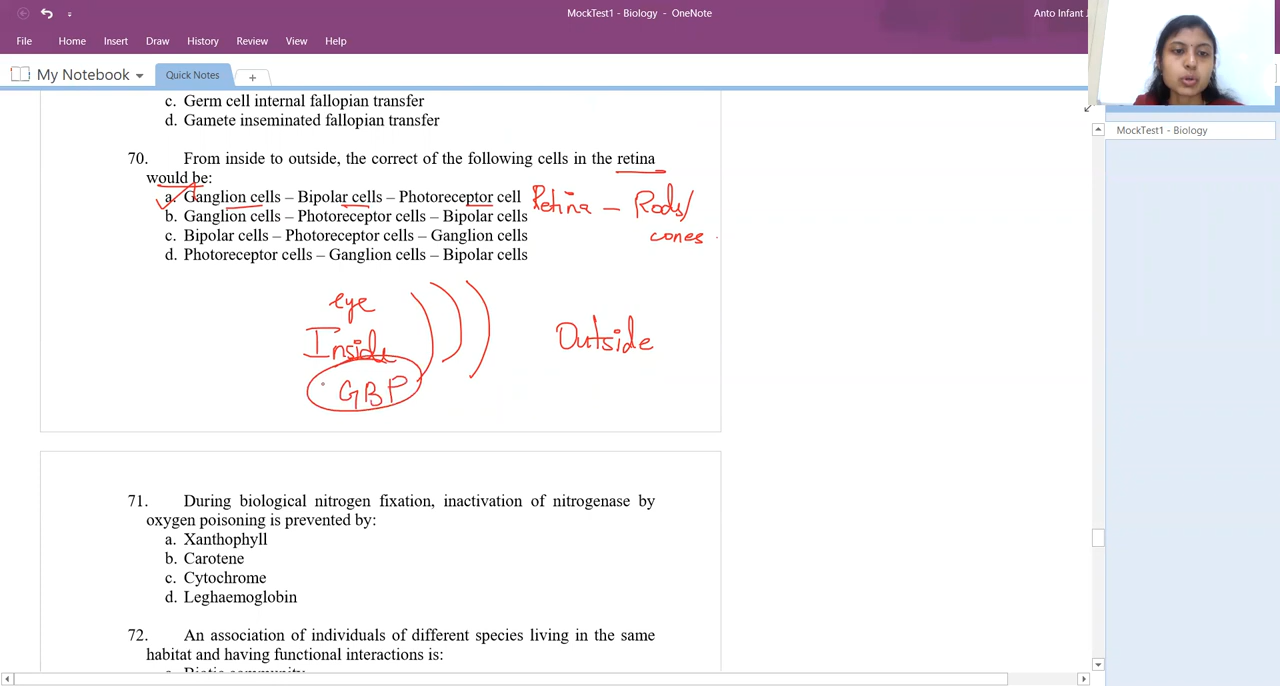 MockTest1 - Biology - OneNote
Anto Infant J
File Home Insert Draw History Review View Help
My Notebook Quick Notes +
MockTest1 - Biology
c. Germ cell internal fallopian transfer
d. Gamete inseminated fallopian transfer
70. From inside to outside, the correct of the following cells in the retina
would be:
a. Ganglion cells – Bipolar cells – Photoreceptor cell
b. Ganglion cells – Photoreceptor cells – Bipolar cells
c. Bipolar cells – Photoreceptor cells – Ganglion cells
d. Photoreceptor cells – Ganglion cells – Bipolar cells
Retina – Rods/
cones
eye
Inside
Outside
GBP
71. During biological nitrogen fixation, inactivation of nitrogenase by
oxygen poisoning is prevented by:
a. Xanthophyll
b. Carotene
c. Cytochrome
d. Leghaemoglobin
72. An association of individuals of different species living in the same
habitat and having functional interactions is:
a. Biotic community